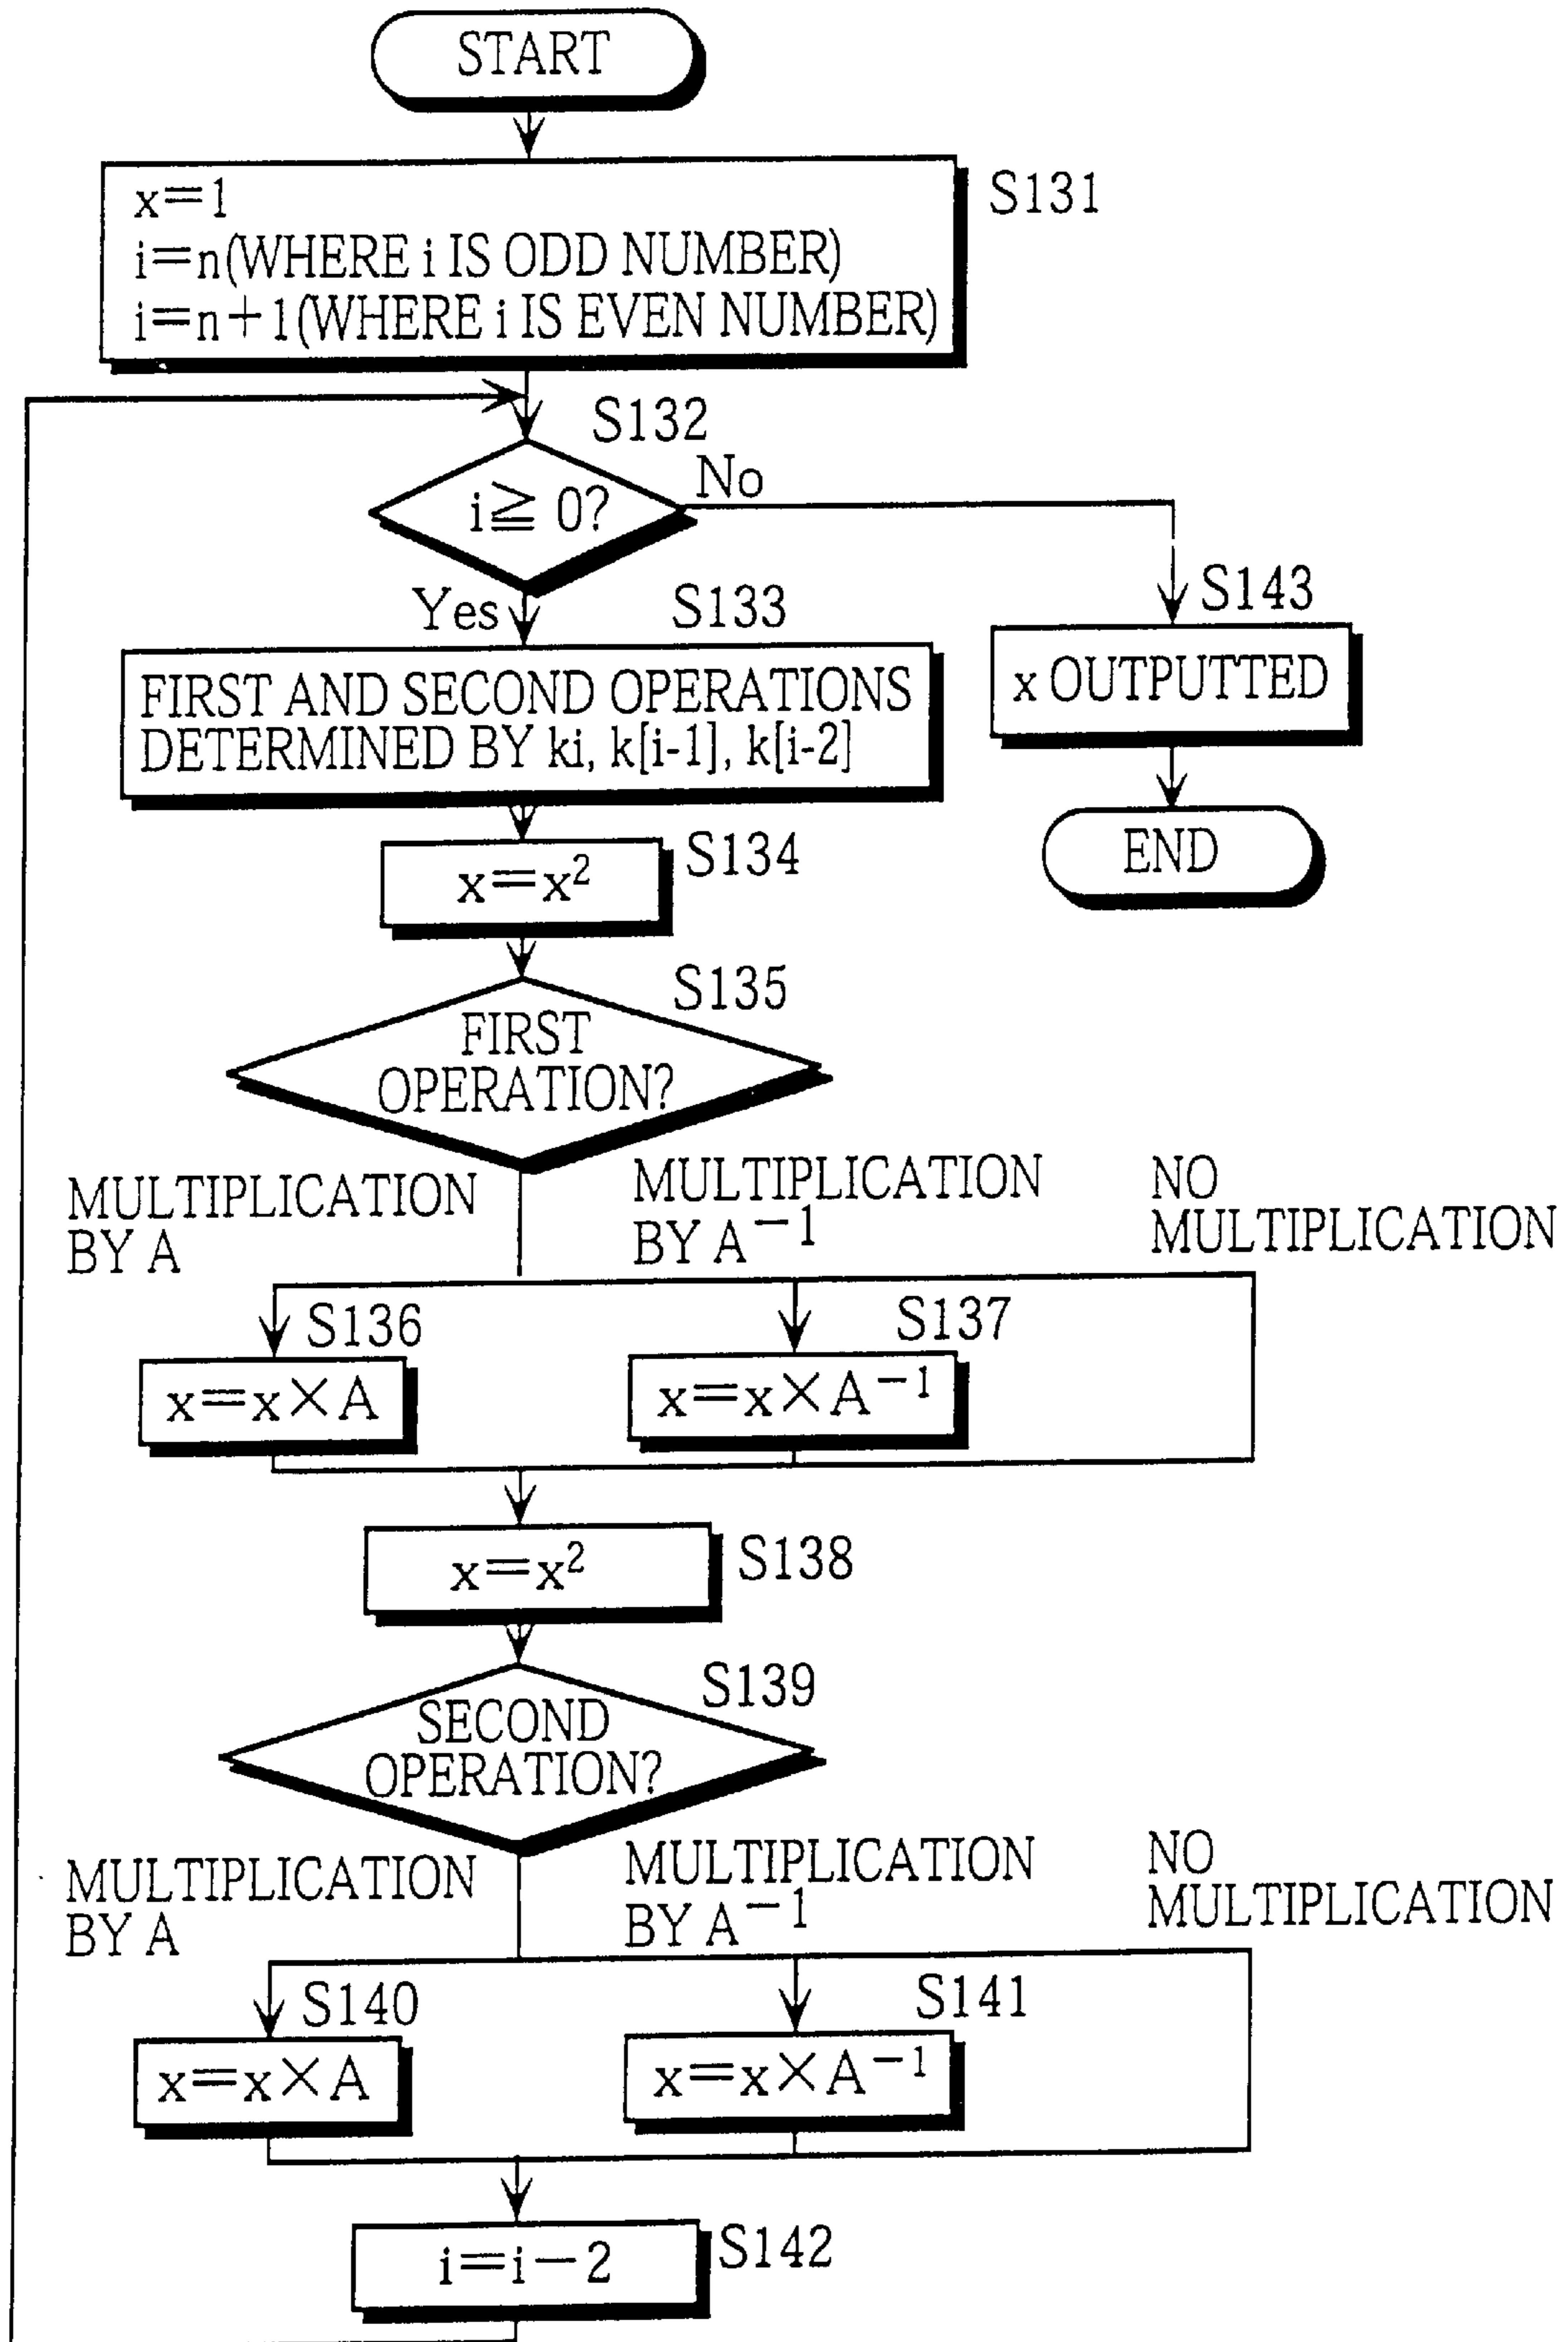 START
S131
x=1
i=n(WHERE i IS ODD NUMBER)
i=n+1(WHERE i IS EVEN NUMBER)
S132
i≧0?
No
Yes
S133
S143
FIRST AND SECOND OPERATIONS
DETERMINED BY ki, k[i-1], k[i-2]
x OUTPUTTED
END
S134
x=x²
S135
FIRST
OPERATION?
MULTIPLICATION
BY A
MULTIPLICATION
BY A⁻¹
NO
MULTIPLICATION
S136
x=x×A
S137
x=x×A⁻¹
S138
x=x²
S139
SECOND
OPERATION?
MULTIPLICATION
BY A
MULTIPLICATION
BY A⁻¹
NO
MULTIPLICATION
S140
x=x×A
S141
x=x×A⁻¹
S142
i=i−2